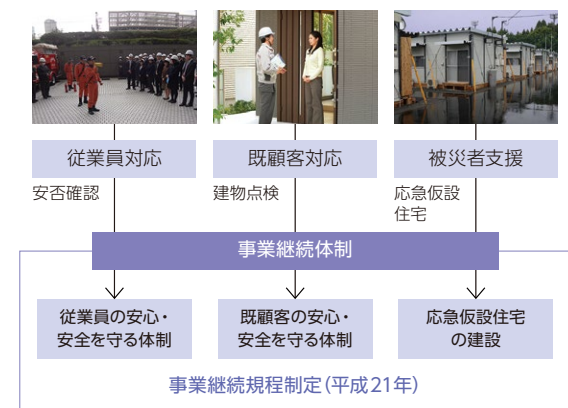 従業員対応
既顧客対応
被災者支援
安否確認
建物点検
応急仮設
住宅
事業継続体制
従業員の安心・
安全を守る体制
既顧客の安心・
安全を守る体制
応急仮設住宅
の建設
事業継続規程制定(平成21年)